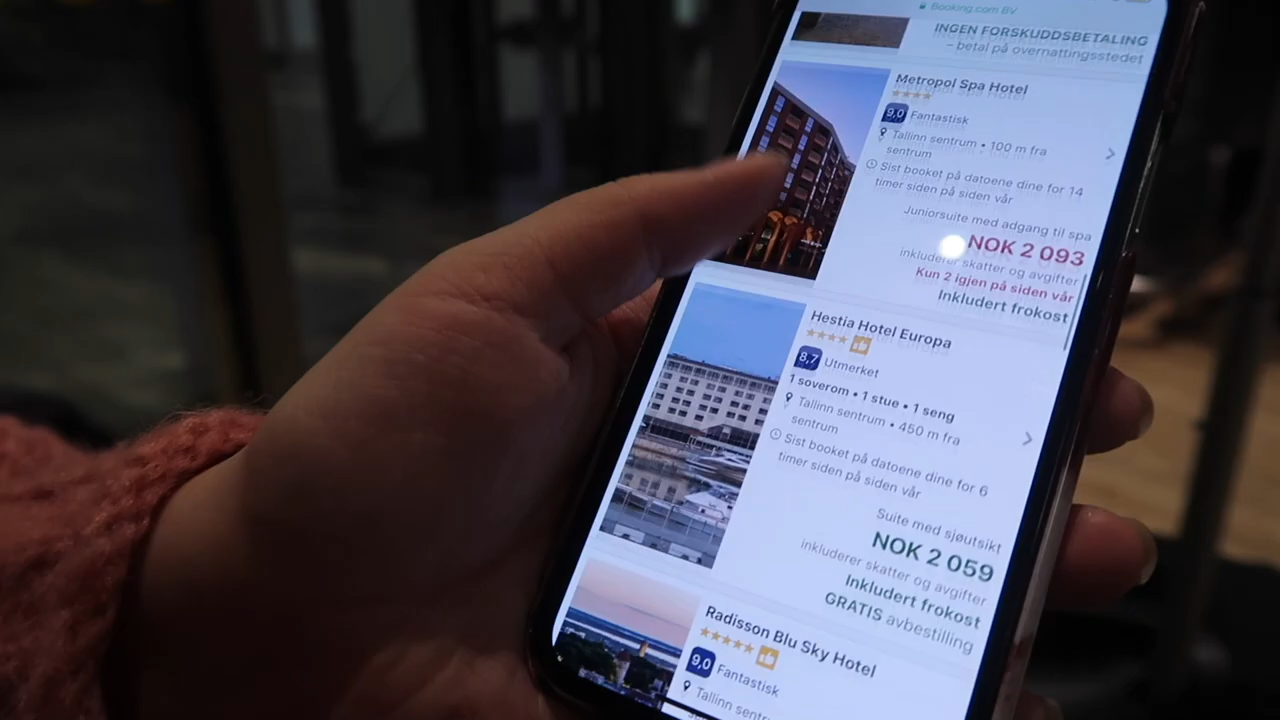 Booking.com BV
INGEN FORSKUDDSBETALING
– betal på overnattingsstedet
Metropol Spa Hotel
9,0 Fantastisk
Tallinn sentrum • 100 m fra
sentrum
Sist booket på datoene dine for 14
timer siden på siden vår
Juniorsuite med adgang til spa
NOK 2 093
inkluderer skatter og avgifter
Kun 2 igjen på siden vår
Inkludert frokost
Hestia Hotel Europa
8,7 Utmerket
1 soverom • 1 stue • 1 seng
Tallinn sentrum • 450 m fra
sentrum
Sist booket på datoene dine for 6
timer siden på siden vår
Suite med sjøutsikt
NOK 2 059
inkluderer skatter og avgifter
Inkludert frokost
GRATIS avbestilling
Radisson Blu Sky Hotel
9,0 Fantastisk
Tallinn sentrum